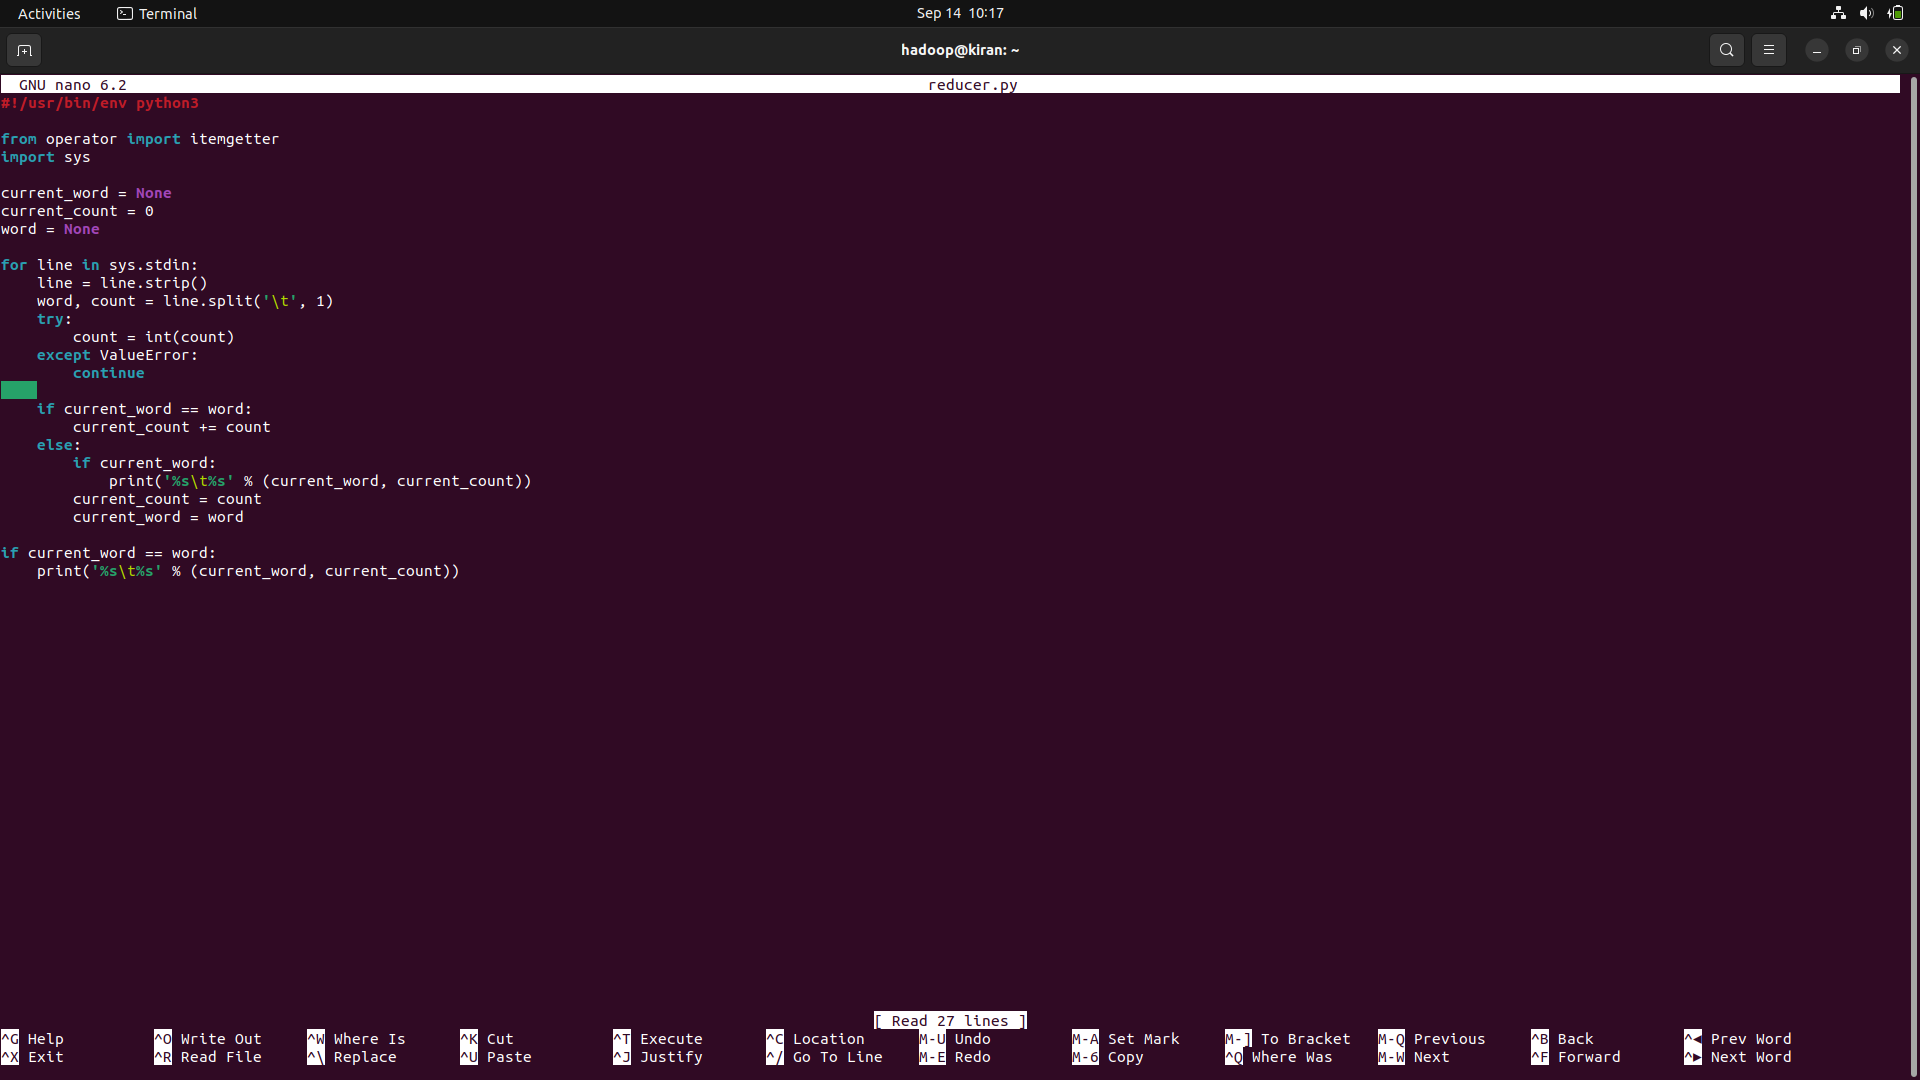 Activities Terminal Sep 14 10:17
hadoop@kiran: ~
GNU nano 6.2 reducer.py
#!/usr/bin/env python3

from operator import itemgetter
import sys

current_word = None
current_count = 0
word = None

for line in sys.stdin:
    line = line.strip()
    word, count = line.split('\t', 1)
    try:
        count = int(count)
    except ValueError:
        continue

    if current_word == word:
        current_count += count
    else:
        if current_word:
            print('%s\t%s' % (current_word, current_count))
        current_count = count
        current_word = word

if current_word == word:
    print('%s\t%s' % (current_word, current_count))
[ Read 27 lines ]
^G Help ^O Write Out ^W Where Is ^K Cut ^T Execute ^C Location M-U Undo M-A Set Mark M-] To Bracket M-Q Previous ^B Back ^◀ Prev Word
^X Exit ^R Read File ^\ Replace ^U Paste ^J Justify ^/ Go To Line M-E Redo M-6 Copy ^Q Where Was M-W Next ^F Forward ^▶ Next Word